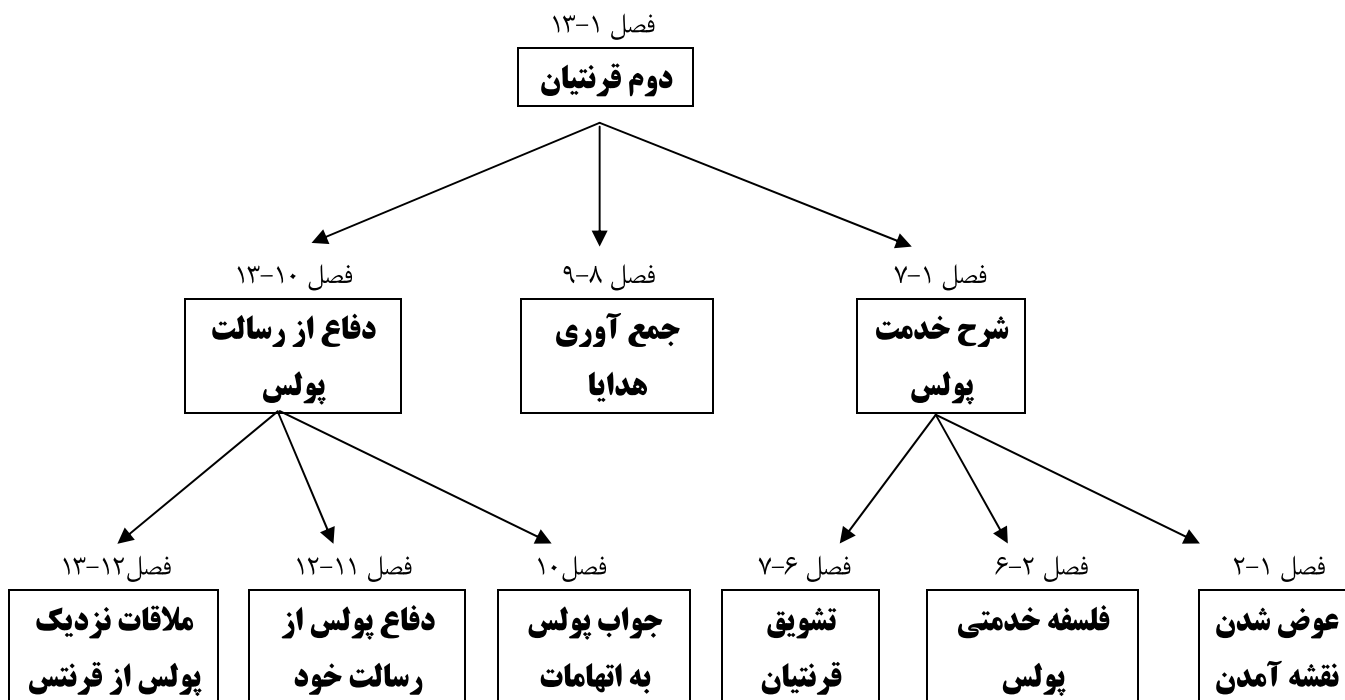 فصل ۱-۱۳
دوم قرنتیان
فصل ۱-۷
شرح خدمت
پولس
فصل ۸-۹
جمع آوری
هدایا
فصل ۱۰-۱۳
دفاع از رسالت
پولس
فصل ۱-۲
عوض شدن
نقشه آمدن
فصل ۲-۶
فلسفه خدمتی
پولس
فصل ۶-۷
تشویق
قرنتیان
فصل۱۰
جواب پولس
به اتهامات
فصل ۱۱-۱۲
دفاع پولس از
رسالت خود
فصل۱۲-۱۳
ملاقات نزدیک
پولس از قرنتس